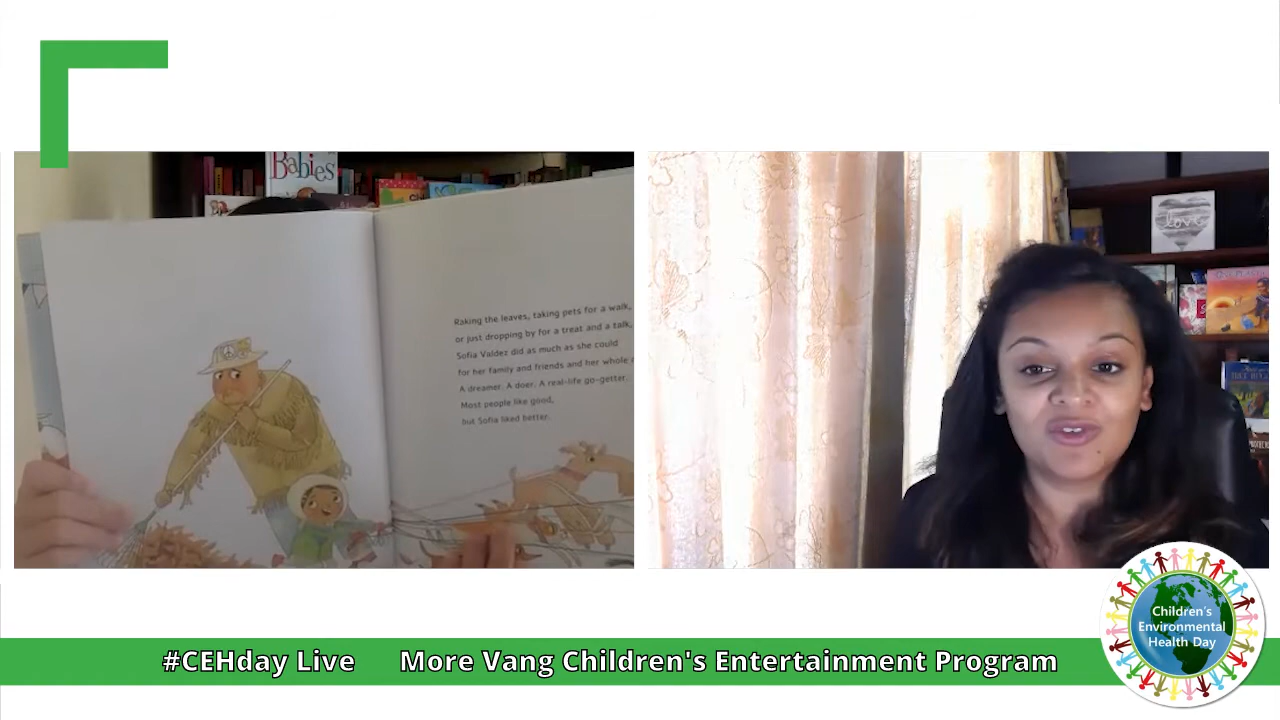 Babies
Raking the leaves, taking pets for a walk,
or just dropping by for a treat and a talk,
Sofia Valdez did as much as she could
for her family and friends and her whole
A dreamer. A doer. A real-life go-getter.
Most people like good,
but Sofia liked better.
love
Children's
Environmental
Health Day
#CEHday Live More Vang Children's Entertainment Program